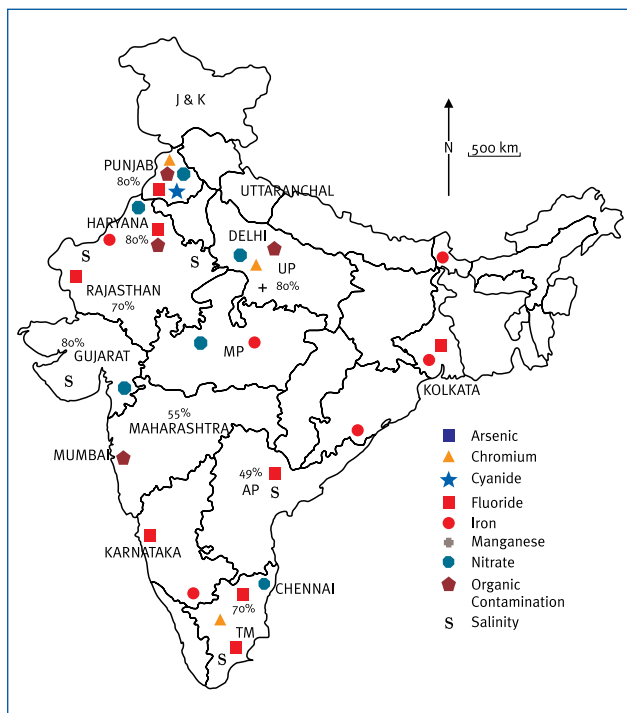 J & K
N
500 km
PUNJAB
80%
UTTARANCHAL
HARYANA
80%
DELHI
S
S
UP
+ 80%
RAJASTHAN
70%
80%
GUJARAT
S
MP
KOLKATA
55%
MAHARASHTRA
MUMBAI
49%
AP
S
KARNATAKA
CHENNAI
70%
TM
S
Arsenic
Chromium
Cyanide
Fluoride
Iron
Manganese
Nitrate
Organic
Contamination
S Salinity